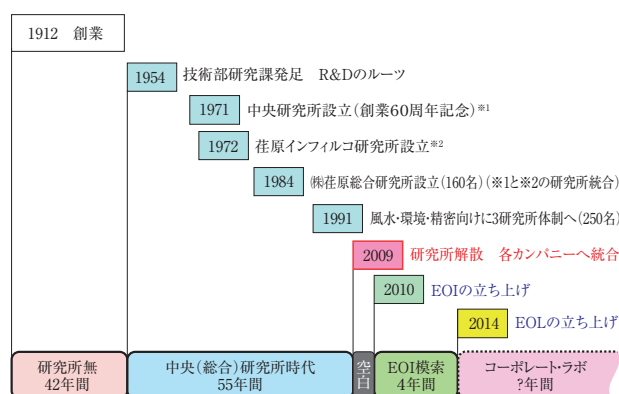 1912 創業
1954 技術部研究課発足 R&Dのルーツ
1971 中央研究所設立(創業60周年記念)※1
1972 荏原インフィルコ研究所設立※2
1984 ㈱荏原総合研究所設立(160名)(※1と※2の研究所統合)
1991 風水・環境・精密向けに3研究所体制へ(250名)
2009 研究所解散 各カンパニーへ統合
2010 EOIの立ち上げ
2014 EOLの立ち上げ
研究所無
42年間
中央(総合)研究所時代
55年間
空白
EOI模索
4年間
コーポレート・ラボ
?年間